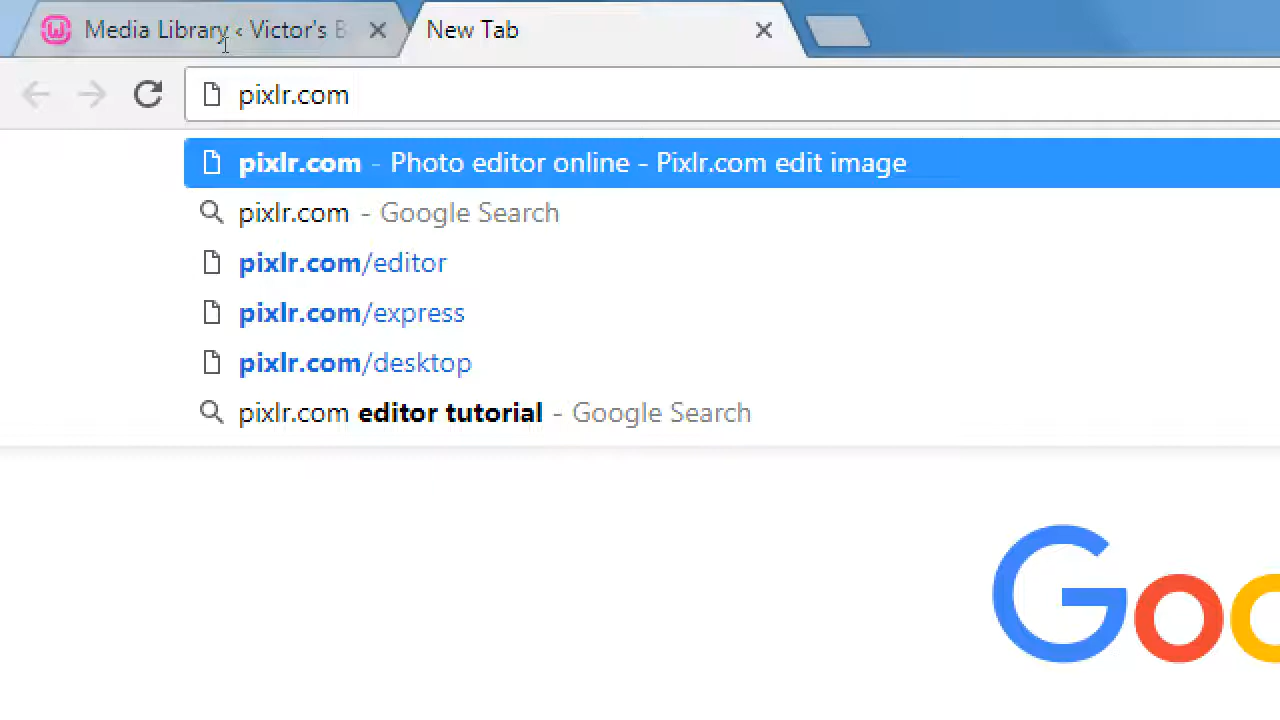 Media Library ‹ Victor's B
New Tab
pixlr.com
pixlr.com - Photo editor online - Pixlr.com edit image
pixlr.com - Google Search
pixlr.com/editor
pixlr.com/express
pixlr.com/desktop
pixlr.com editor tutorial - Google Search
Goo